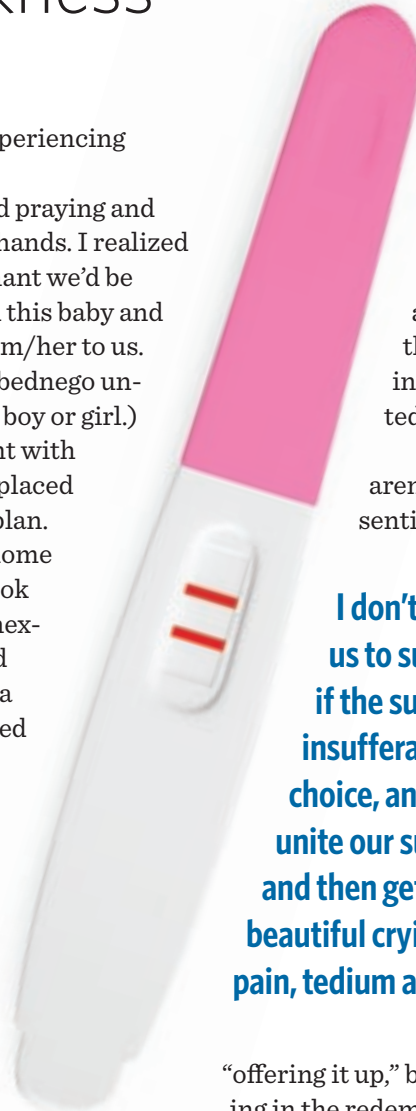 kness
periencing
d praying and
hands. I realized
ant we'd be
this baby and
m/her to us.
bednego un-
boy or girl.)
nt with
placed
plan.
ome
ok
nex-
d
a
ed
a
th
in
ted
aren
senti
I don't
us to su
if the su
insuffera
choice, an
unite our su
and then get
beautiful cryi
pain, tedium a
“offering it up,” b
ing in the redem